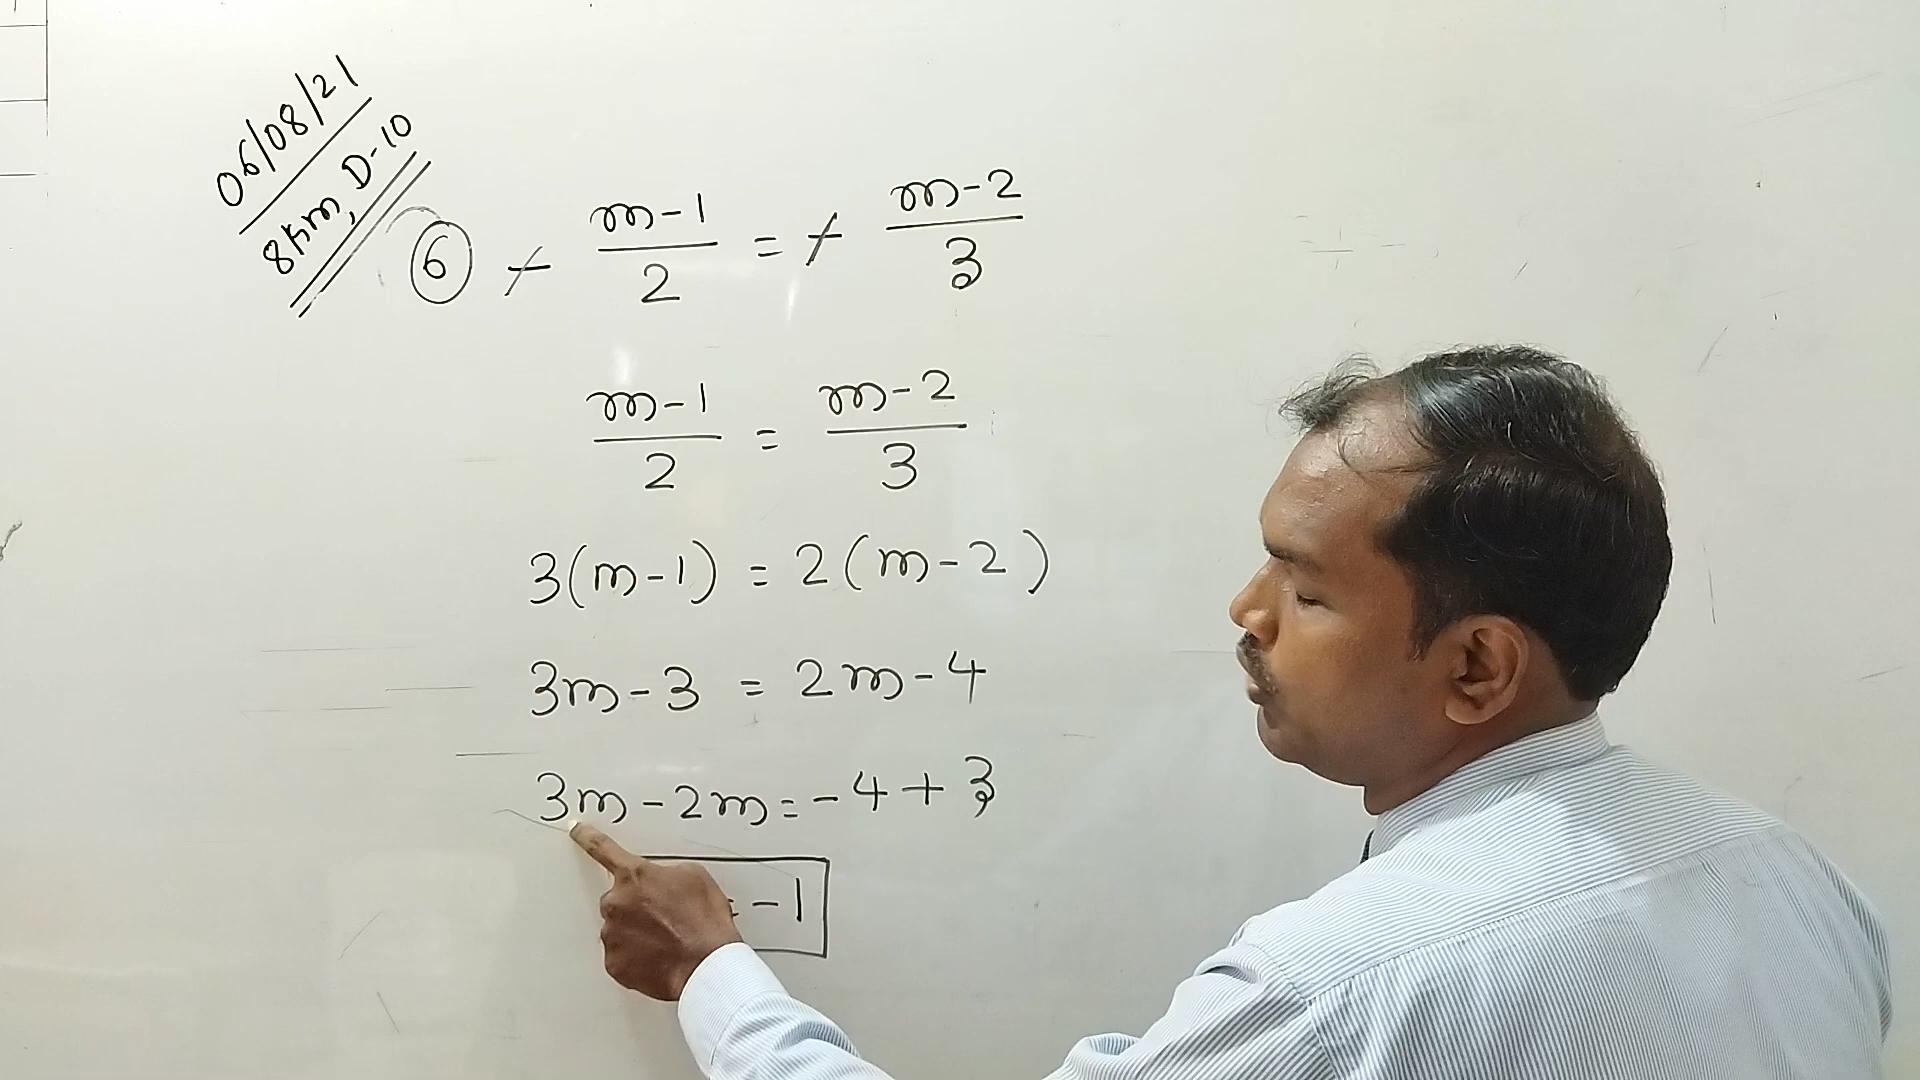 06/08/21
8km, D-10
6 - m-1/2 = - m-2/3
m-1/2 = m-2/3
3(m-1) = 2(m-2)
3m-3 = 2m-4
3m-2m=-4+3
=-1